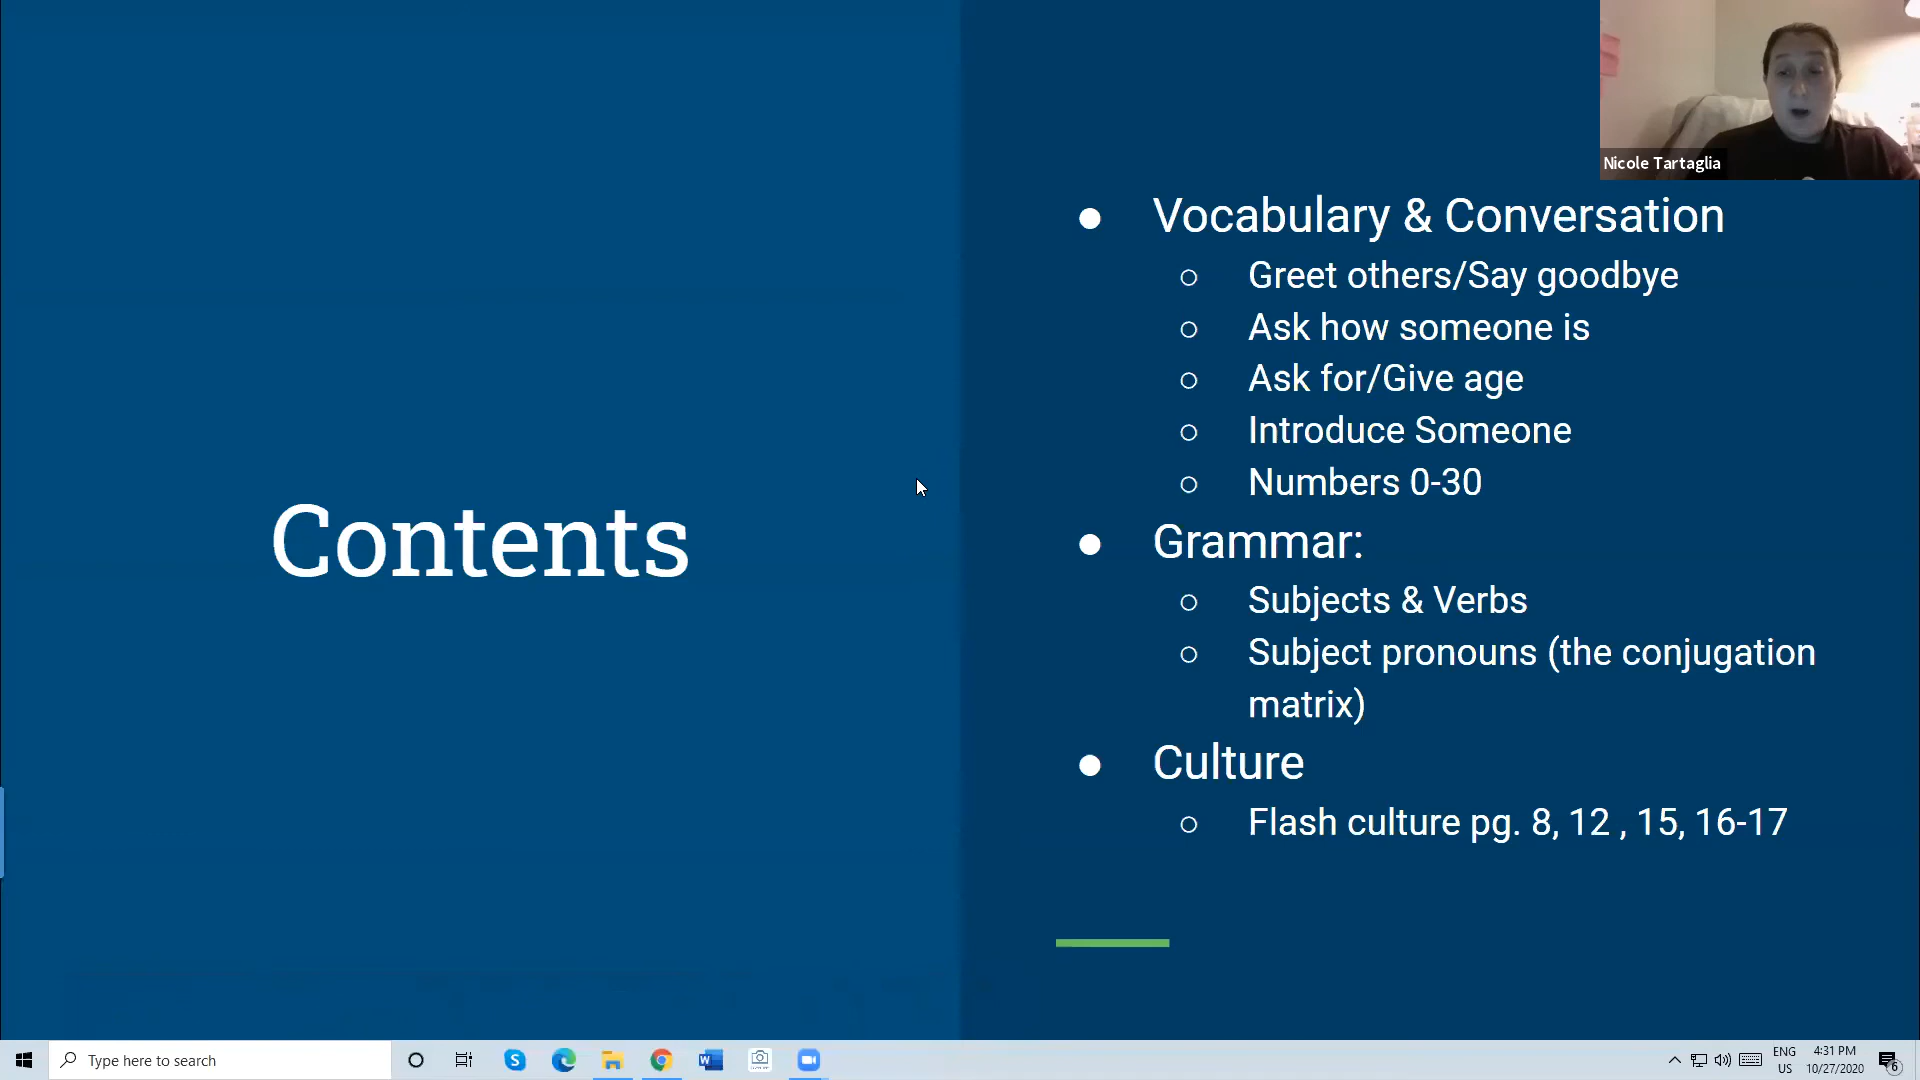 Nicole Tartaglia
Contents
● Vocabulary & Conversation
○ Greet others/Say goodbye
○ Ask how someone is
○ Ask for/Give age
○ Introduce Someone
○ Numbers 0-30
● Grammar:
○ Subjects & Verbs
○ Subject pronouns (the conjugation
matrix)
● Culture
○ Flash culture pg. 8, 12 , 15, 16-17
Type here to search
ENG
US
4:31 PM
10/27/2020
6